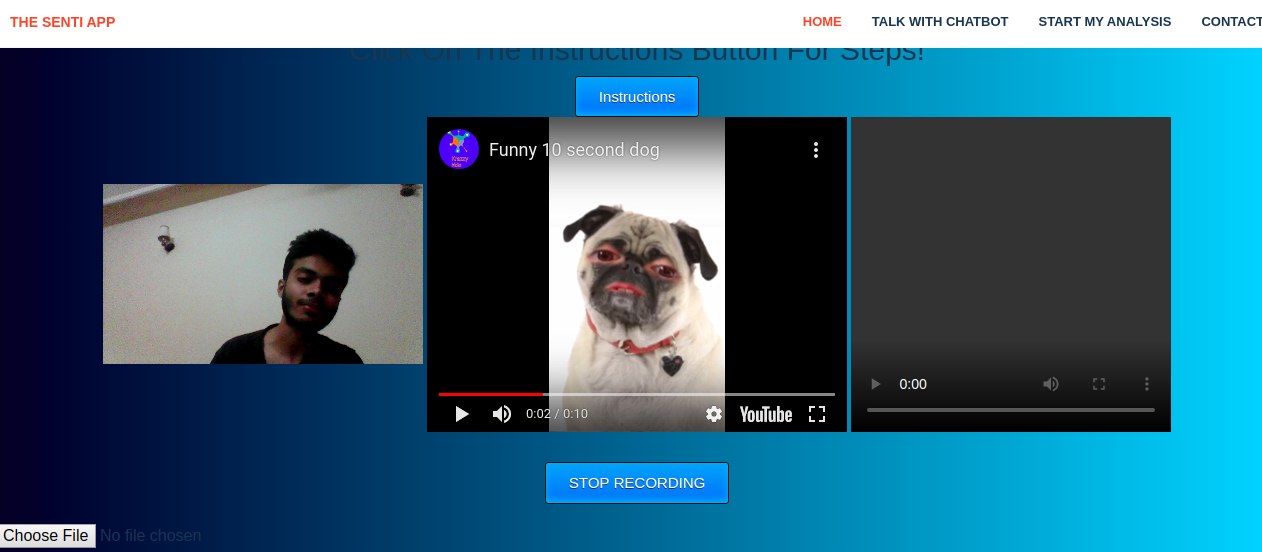 THE SENTI APP
HOME TALK WITH CHATBOT START MY ANALYSIS CONTACT
Click On The Instructions Button For Steps!
Instructions
Funny 10 second dog
0:02 / 0:10
YouTube
0:00
STOP RECORDING
Choose File No file chosen